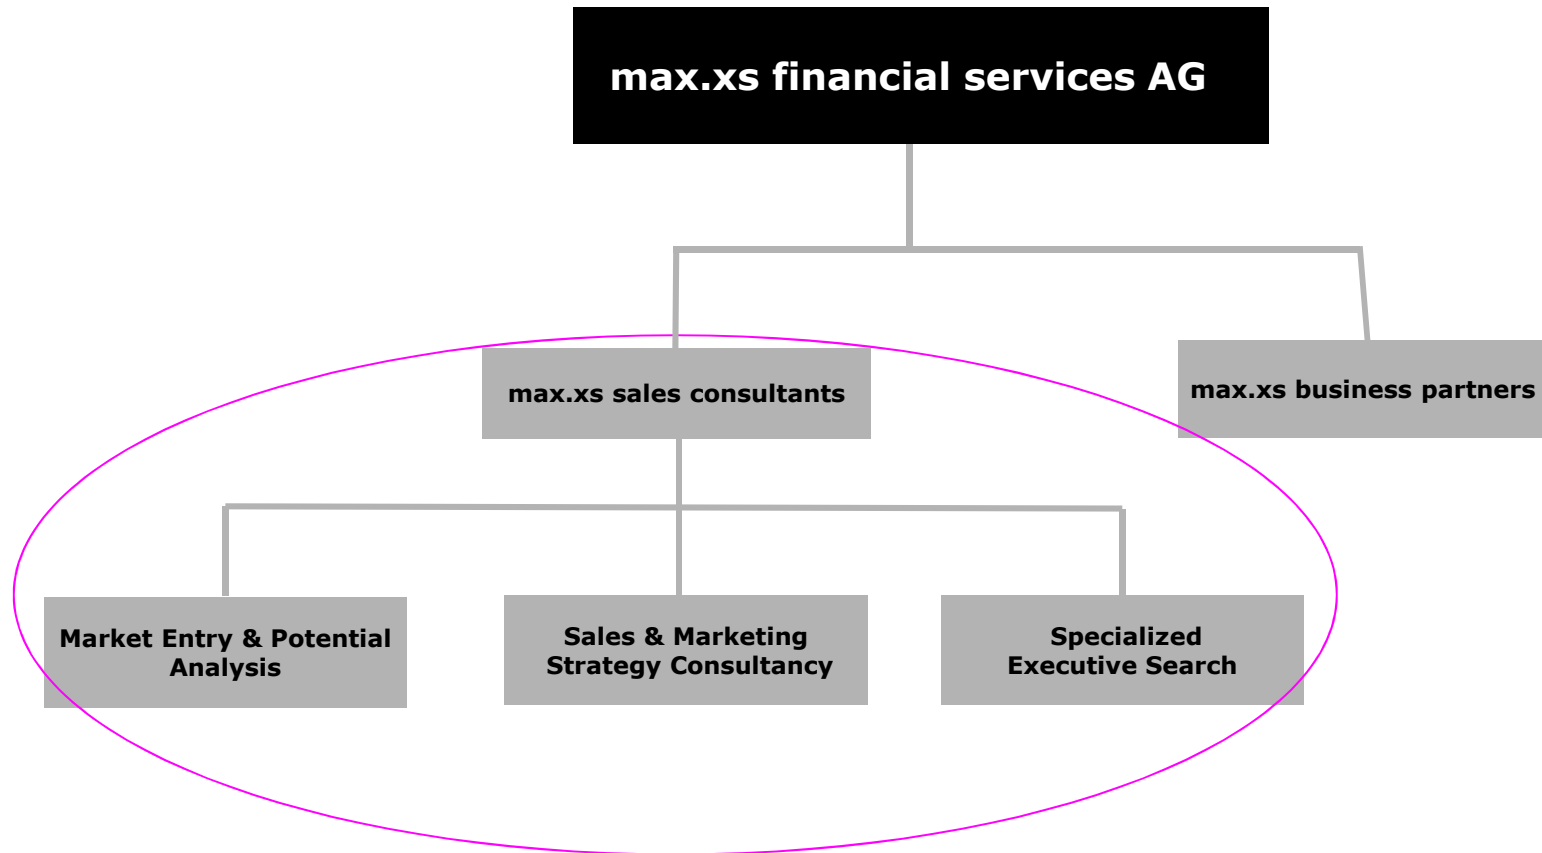 max.xs financial services AG
max.xs sales consultants
max.xs business partners
Market Entry & Potential
Analysis
Sales & Marketing
Strategy Consultancy
Specialized
Executive Search